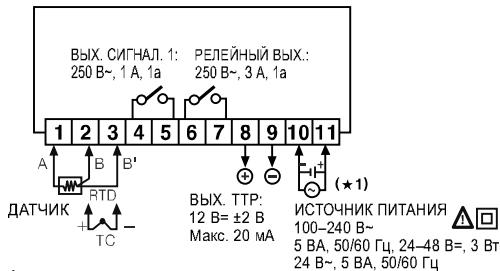 ВЫХ. СИГНАЛ. 1: РЕЛЕЙНЫЙ ВЫХ.:
250 В~, 1 А, 1а 250 В~, 3 А, 1а
1 2 3 4 5 6 7 8 9 10 11
A B B'
+ − − +
RTD
(★1)
ДАТЧИК
+ −
TC
ВЫХ. ТТР:
12 В= ±2 В
Макс. 20 мА
ИСТОЧНИК ПИТАНИЯ
100–240 В~
5 ВА, 50/60 Гц, 24–48 В=, 3 Вт
24 В~, 5 ВА, 50/60 Гц